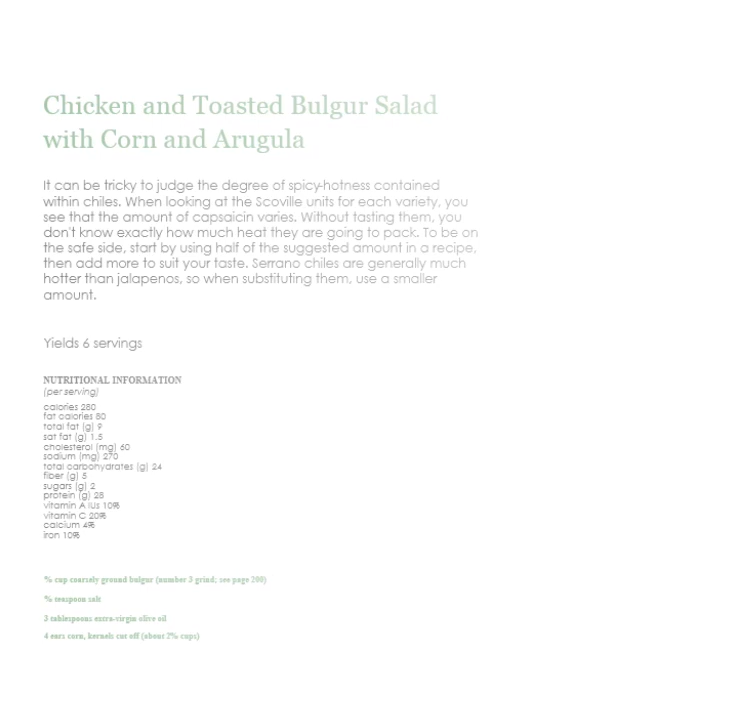 Chicken and Toasted Bulgur Salad
with Corn and Arugula
It can be tricky to judge the degree of spicy-hotness contained
within chiles. When looking at the Scoville units for each variety, you
see that the amount of capsaicin varies. Without tasting them, you
don't know exactly how much heat they are going to pack. To be on
the safe side, start by using half of the suggested amount in a recipe,
then add more to suit your taste. Serrano chiles are generally much
hotter than jalapenos, so when substituting them, use a smaller
amount.
Yields 6 servings
NUTRITIONAL INFORMATION
(per serving)
calories 280
fat calories 80
total fat (g) 9
sat fat (g) 1.5
cholesterol (mg) 60
sodium (mg) 270
total carbohydrates (g) 24
fiber (g) 5
sugars (g) 2
protein (g) 28
vitamin A IUs 10%
vitamin C 20%
calcium 4%
iron 10%
% cup coarsely ground bulgur (number 3 grind; see page 200)
% teaspoon salt
3 tablespoons extra-virgin olive oil
4 ears corn, kernels cut off (about 2% cups)